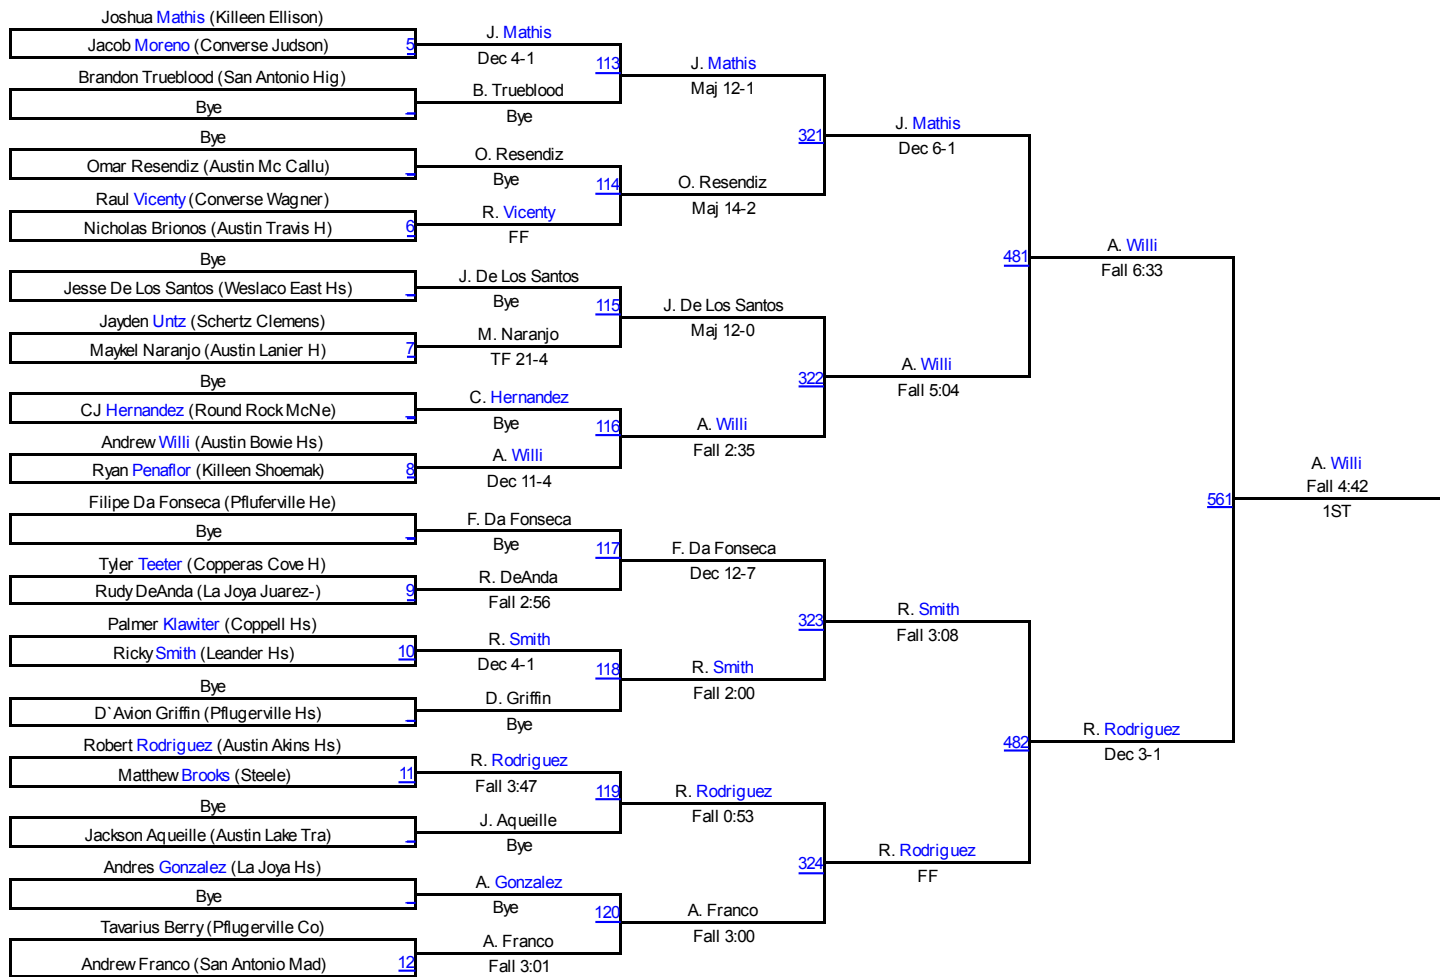 Joshua Mathis (Killeen Ellison)
Jacob Moreno (Converse Judson)
5
Brandon Trueblood (San Antonio Hig)
Bye
Bye
Omar Resendiz (Austin Mc Callu)
Raul Vicenty (Converse Wagner)
Nicholas Brionos (Austin Travis H)
6
Bye
Jesse De Los Santos (Weslaco East Hs)
Jayden Untz (Schertz Clemens)
Maykel Naranjo (Austin Lanier H)
7
Bye
CJ Hernandez (Round Rock McNe)
Andrew Willi (Austin Bowie Hs)
Ryan Penaflor (Killeen Shoemak)
8
Filipe Da Fonseca (Pfluferville He)
Bye
Tyler Teeter (Copperas Cove H)
Rudy DeAnda (La Joya Juarez-)
9
Palmer Klawiter (Coppell Hs)
Ricky Smith (Leander Hs)
10
Bye
D`Avion Griffin (Pflugerville Hs)
Robert Rodriguez (Austin Akins Hs)
Matthew Brooks (Steele)
11
Bye
Jackson Aqueille (Austin Lake Tra)
Andres Gonzalez (La Joya Hs)
Bye
Tavarius Berry (Pflugerville Co)
Andrew Franco (San Antonio Mad)
12
J. Mathis
Dec 4-1
113
B. Trueblood
Bye
O. Resendiz
Bye
114
R. Vicenty
FF
J. De Los Santos
Bye
115
M. Naranjo
TF 21-4
C. Hernandez
Bye
116
A. Willi
Dec 11-4
F. Da Fonseca
Bye
117
R. DeAnda
Fall 2:56
R. Smith
Dec 4-1
118
D. Griffin
Bye
R. Rodriguez
Fall 3:47
119
J. Aqueille
Bye
A. Gonzalez
Bye
120
A. Franco
Fall 3:01
J. Mathis
Maj 12-1
321
O. Resendiz
Maj 14-2
J. De Los Santos
Maj 12-0
322
A. Willi
Fall 2:35
F. Da Fonseca
Dec 12-7
323
R. Smith
Fall 2:00
R. Rodriguez
Fall 0:53
324
A. Franco
Fall 3:00
J. Mathis
Dec 6-1
481
A. Willi
Fall 5:04
R. Smith
Fall 3:08
482
R. Rodriguez
FF
A. Willi
Fall 6:33
561
R. Rodriguez
Dec 3-1
A. Willi
Fall 4:42
1ST